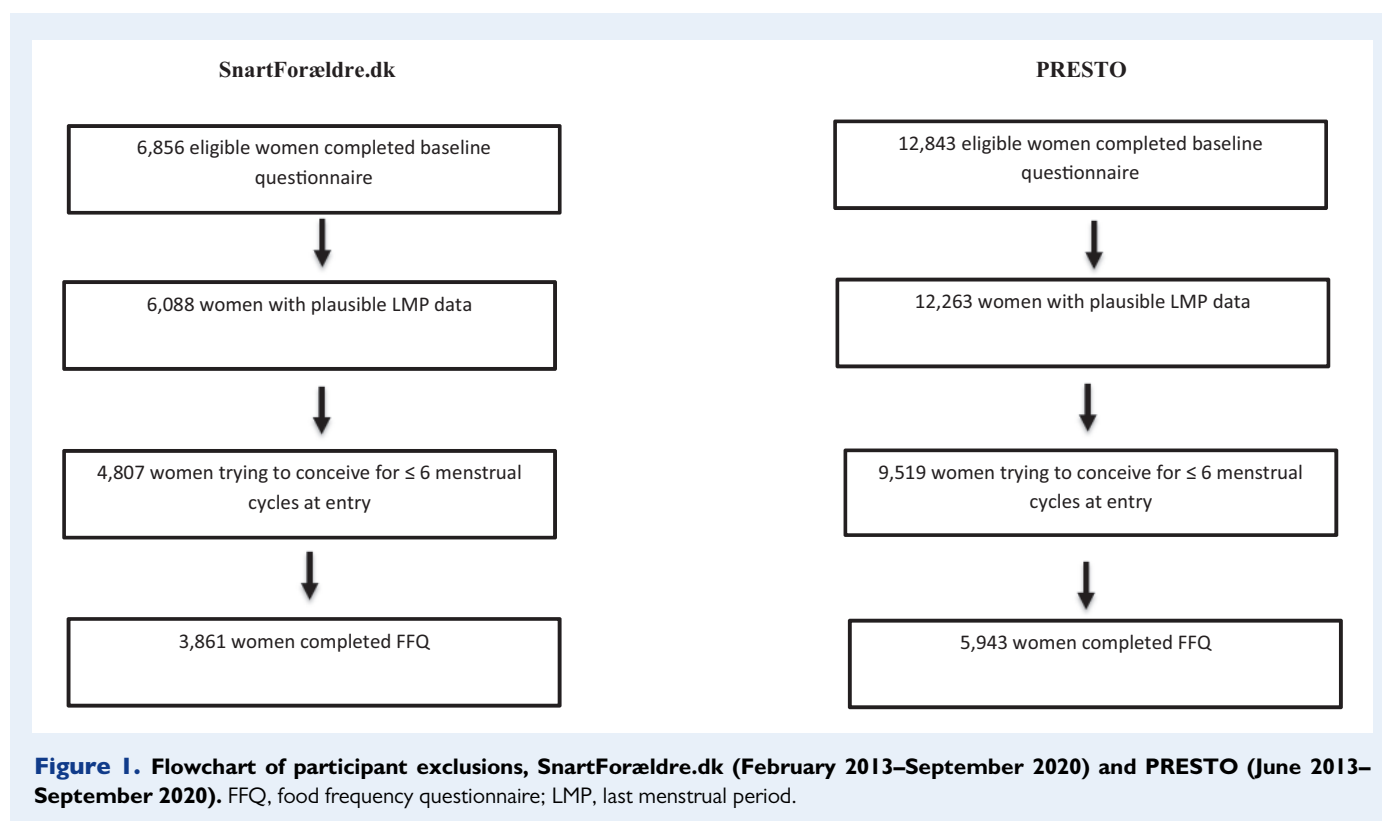 SnartForældre.dk
6,856 eligible women completed baseline
questionnaire
6,088 women with plausible LMP data
4,807 women trying to conceive for ≤ 6 menstrual
cycles at entry
3,861 women completed FFQ
PRESTO
12,843 eligible women completed baseline
questionnaire
12,263 women with plausible LMP data
9,519 women trying to conceive for ≤ 6 menstrual
cycles at entry
5,943 women completed FFQ
Figure 1. Flowchart of participant exclusions, SnartForældre.dk (February 2013–September 2020) and PRESTO (June 2013–
September 2020). FFQ, food frequency questionnaire; LMP, last menstrual period.